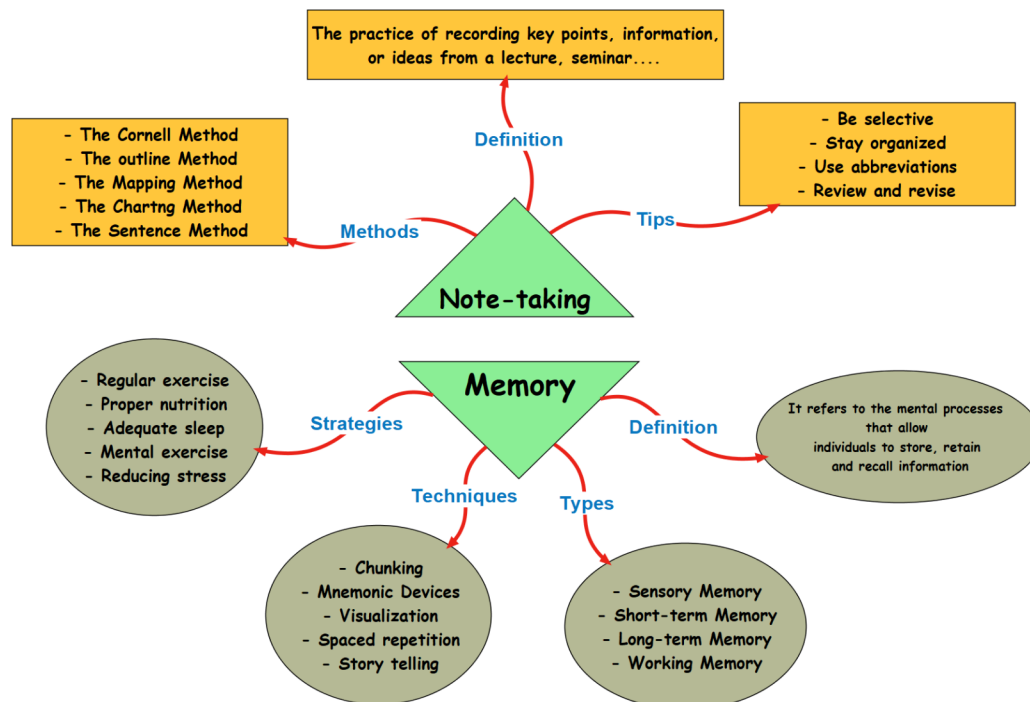 The practice of recording key points, information,
or ideas from a lecture, seminar....
Definition
- The Cornell Method
- The outline Method
- The Mapping Method
- The Chartng Method
- The Sentence Method
Methods
- Be selective
- Stay organized
- Use abbreviations
- Review and revise
Tips
Note-taking
Memory
- Regular exercise
- Proper nutrition
- Adequate sleep
- Mental exercise
- Reducing stress
Strategies
Definition
It refers to the mental processes
that allow
individuals to store, retain
and recall information
Techniques
Types
- Chunking
- Mnemonic Devices
- Visualization
- Spaced repetition
- Story telling
- Sensory Memory
- Short-term Memory
- Long-term Memory
- Working Memory